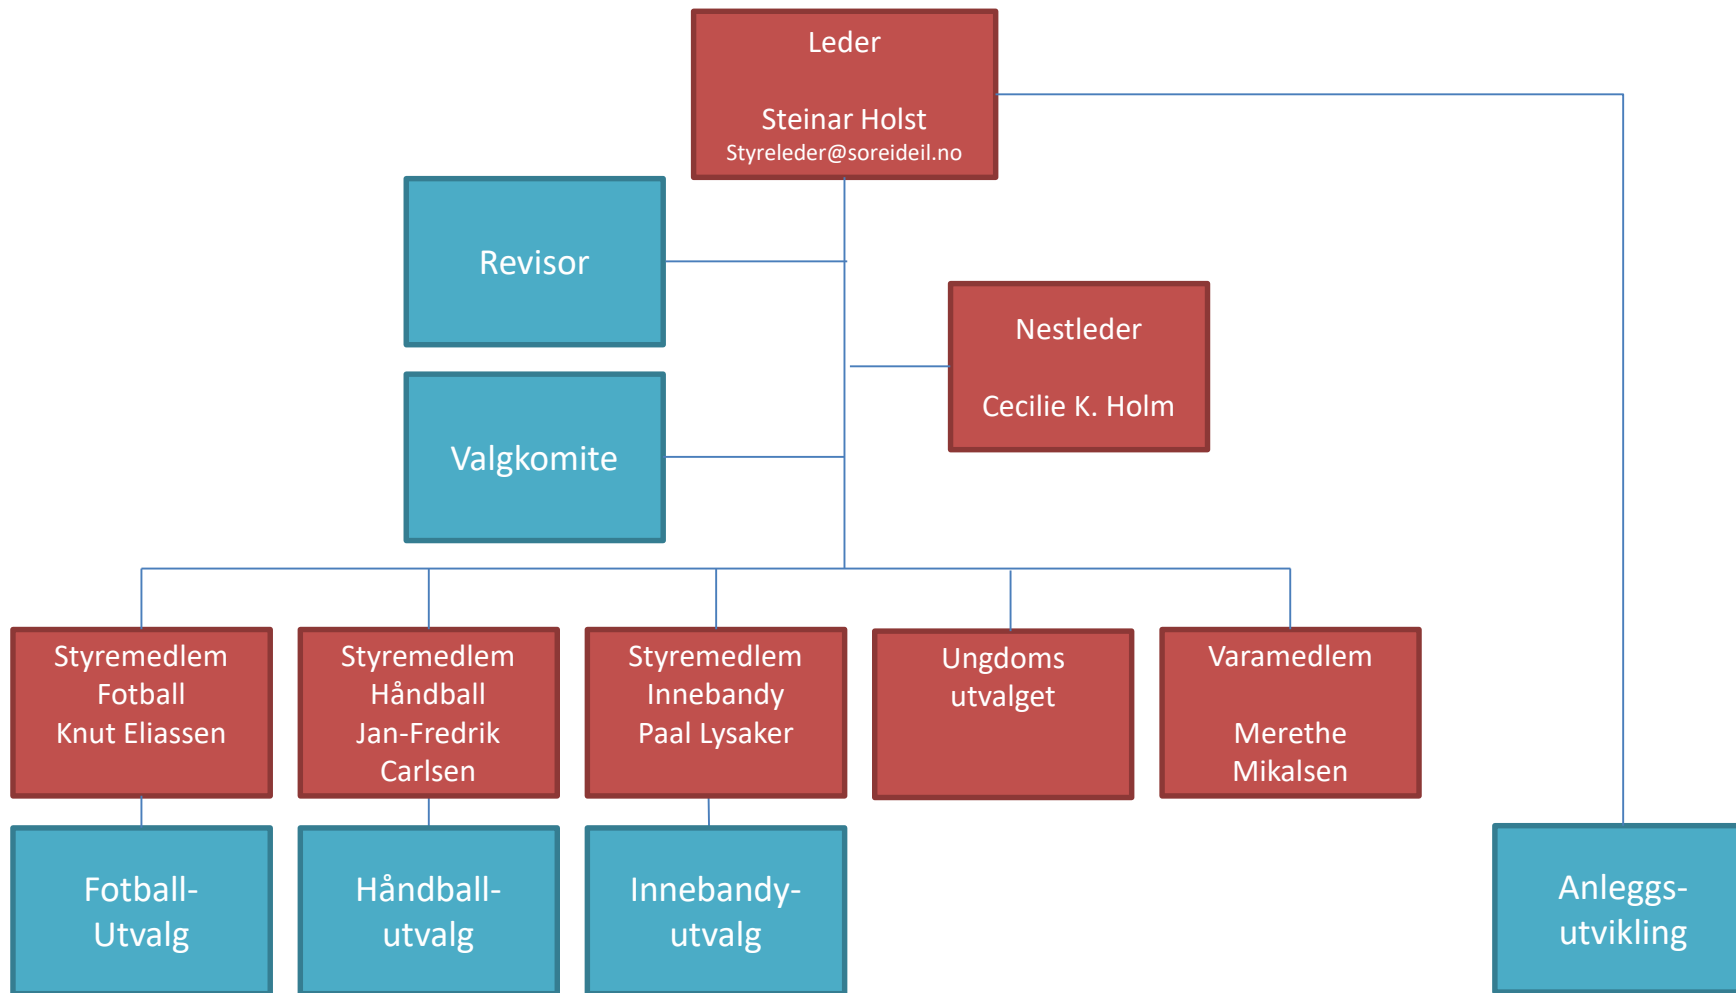 Leder
Steinar Holst
Styreleder@soreideil.no
Revisor
Nestleder
Cecilie K. Holm
Valgkomite
Styremedlem
Fotball
Knut Eliassen
Styremedlem
Håndball
Jan-Fredrik
Carlsen
Styremedlem
Innebandy
Paal Lysaker
Ungdoms
utvalget
Varamedlem
Merethe
Mikalsen
Fotball-
Utvalg
Håndball-
utvalg
Innebandy-
utvalg
Anleggs-
utvikling